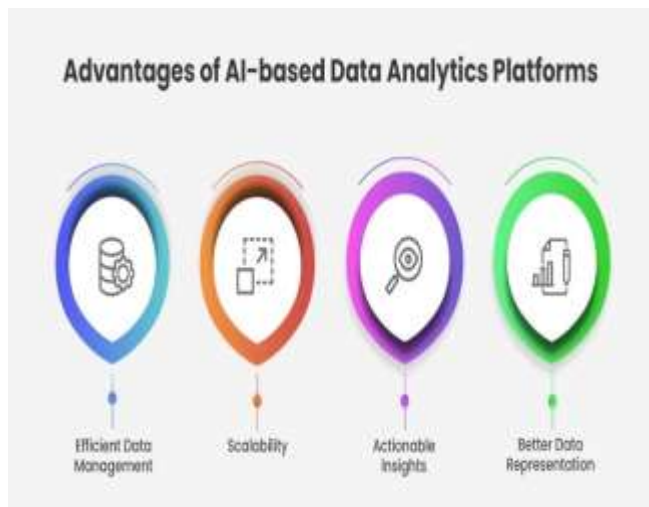 Advantages of AI-based Data Analytics Platforms
Efficient Data
Management
Scalability
Actionable
Insights
Better Data
Representation